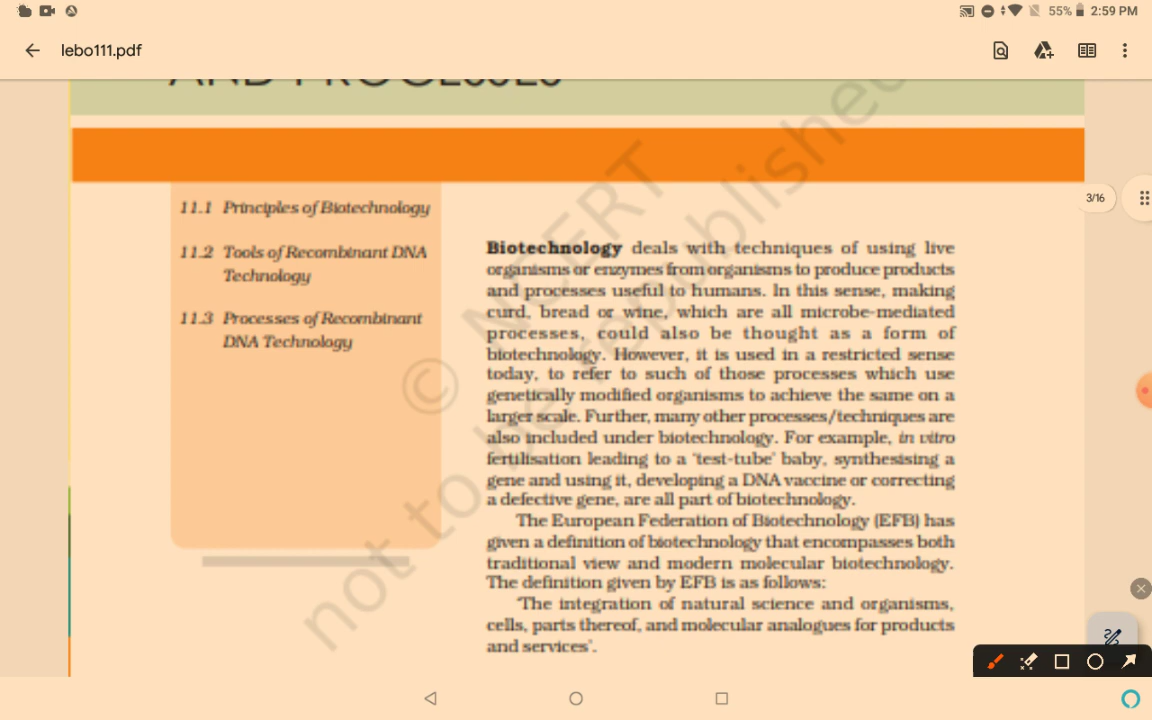 55% 2:59 PM
lebo111.pdf
AND PROCESSES
3/16
11.1 Principles of Biotechnology
11.2 Tools of Recombinant DNA
Technology
11.3 Processes of Recombinant
DNA Technology
Biotechnology deals with techniques of using live
organisms or enzymes from organisms to produce products
and processes useful to humans. In this sense, making
curd, bread or wine, which are all microbe-mediated
processes, could also be thought as a form of
biotechnology. However, it is used in a restricted sense
today, to refer to such of those processes which use
genetically modified organisms to achieve the same on a
larger scale. Further, many other processes/techniques are
also included under biotechnology. For example, in vitro
fertilisation leading to a ‘test-tube’ baby, synthesising a
gene and using it, developing a DNA vaccine or correcting
a defective gene, are all part of biotechnology.
The European Federation of Biotechnology (EFB) has
given a definition of biotechnology that encompasses both
traditional view and modern molecular biotechnology.
The definition given by EFB is as follows:
‘The integration of natural science and organisms,
cells, parts thereof, and molecular analogues for products
and services’.
© NCERT
not to be republished